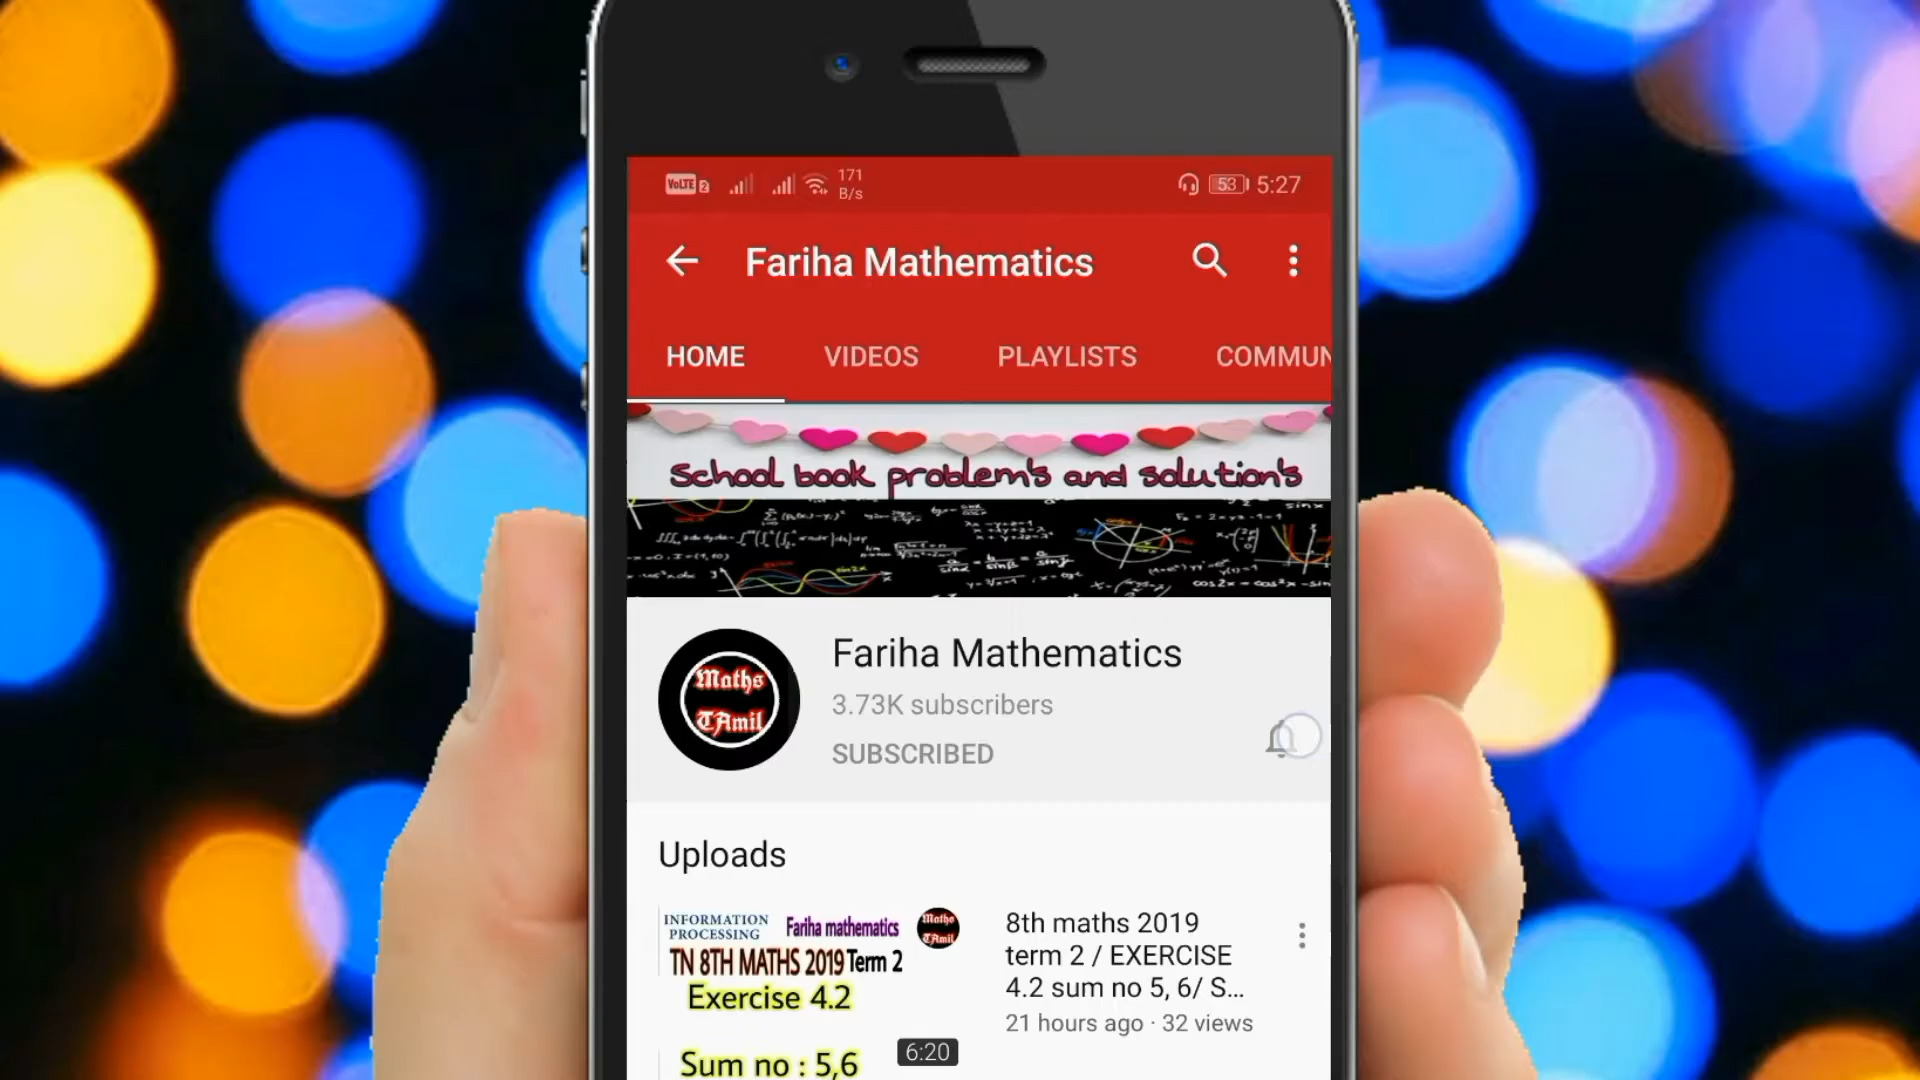 VoLTE 2 171 B/s 53 5:27
Fariha Mathematics
HOME VIDEOS PLAYLISTS COMMUN
School book problem's and solution's
Fariha Mathematics
3.73K subscribers
SUBSCRIBED
Maths
TAmil
Uploads
INFORMATION
PROCESSING
Fariha mathematics
Maths
TAmil
TN 8TH MATHS 2019 Term 2
Exercise 4.2
Sum no : 5,6
6:20
8th maths 2019
term 2 / EXERCISE
4.2 sum no 5, 6/ S...
21 hours ago · 32 views